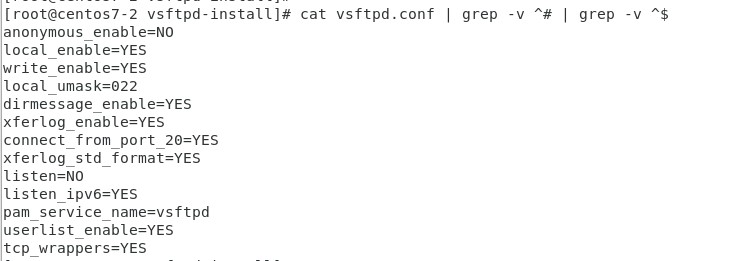 [root@centos7-2 vsftpd-install]# cat vsftpd.conf | grep -v ^# | grep -v ^$
anonymous_enable=NO
local_enable=YES
write_enable=YES
local_umask=022
dirmessage_enable=YES
xferlog_enable=YES
connect_from_port_20=YES
xferlog_std_format=YES
listen=NO
listen_ipv6=YES
pam_service_name=vsftpd
userlist_enable=YES
tcp_wrappers=YES